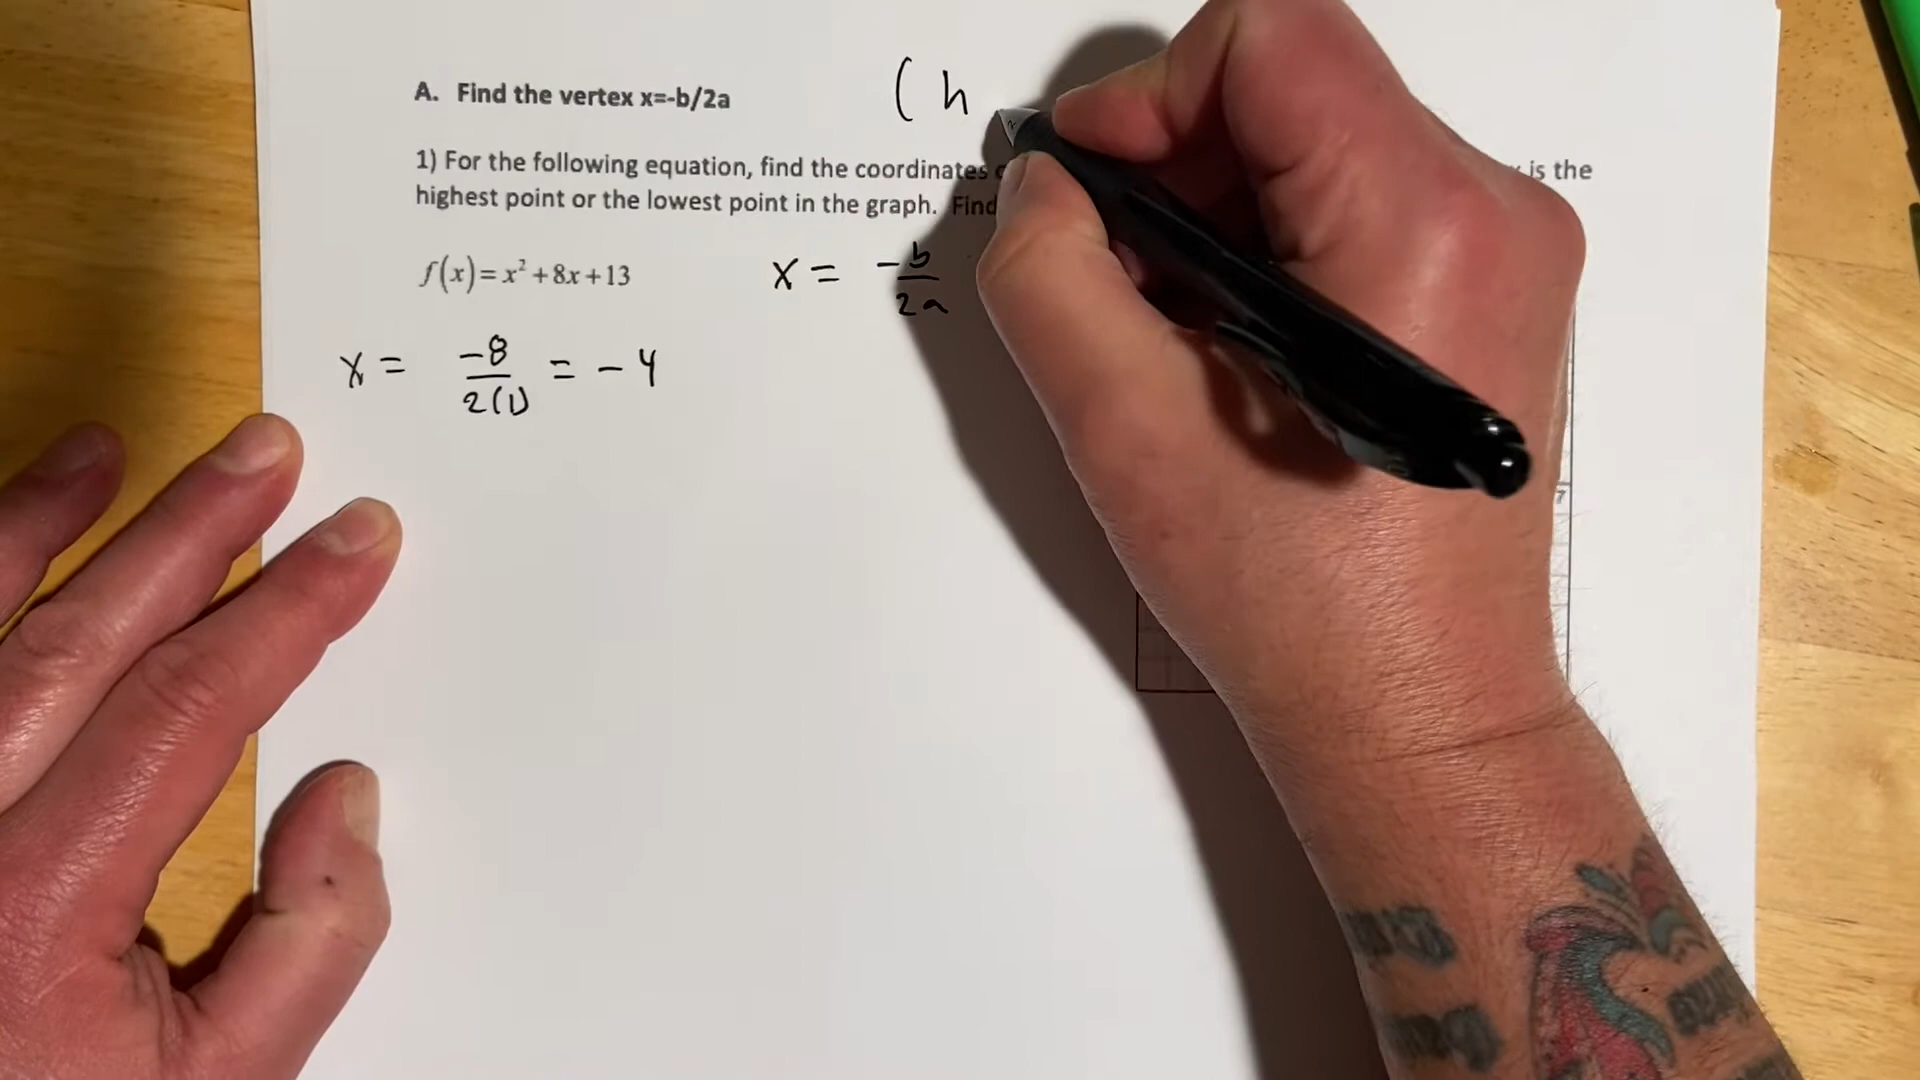 A. Find the vertex x=-b/2a
( h
1) For the following equation, find the coordinates is the
highest point or the lowest point in the graph. Find
f(x)=x²+8x+13
x = -b/2a
x = -8/2(1) = -4
7